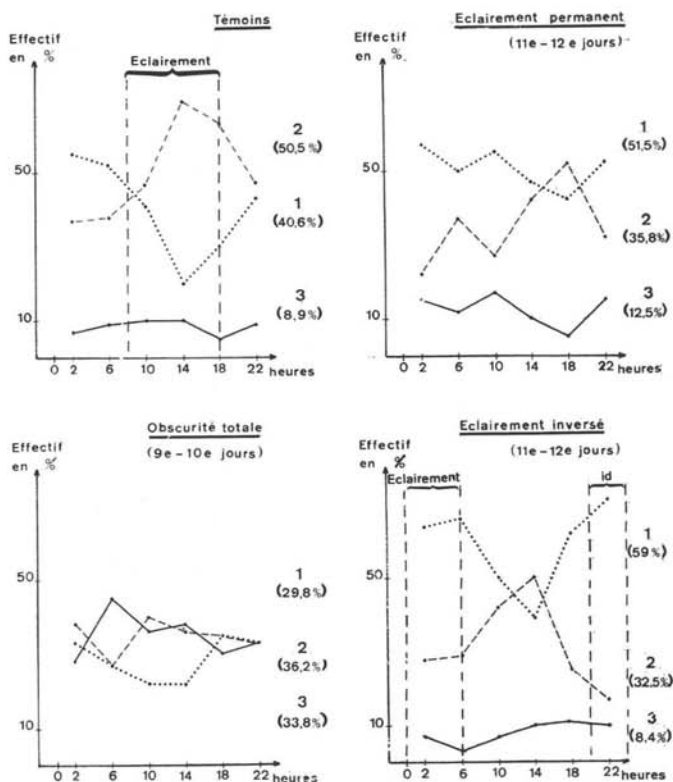 Témoins
Effectif
en %
Eclairement
50
10
2
(50,5%)
1
(40,6%)
3
(8,9%)
0 2 6 10 14 18 22 heures
Eclairement permanent
(11e-12e jours)
Effectif
en %
50
10
1
(51,5%)
2
(35,8%)
3
(12,5%)
0 2 6 10 14 18 22 heures
Obscurité totale
(9e-10e jours)
Effectif
en %
50
10
1
(29,8%)
2
(36,2%)
3
(33,8%)
0 2 6 10 14 18 22 heures
Eclairement inversé
(11e-12e jours)
Effectif
en %
Eclairement
id
50
10
1
(59%)
2
(32,5%)
3
(8,4%)
0 2 6 10 14 18 22 heures